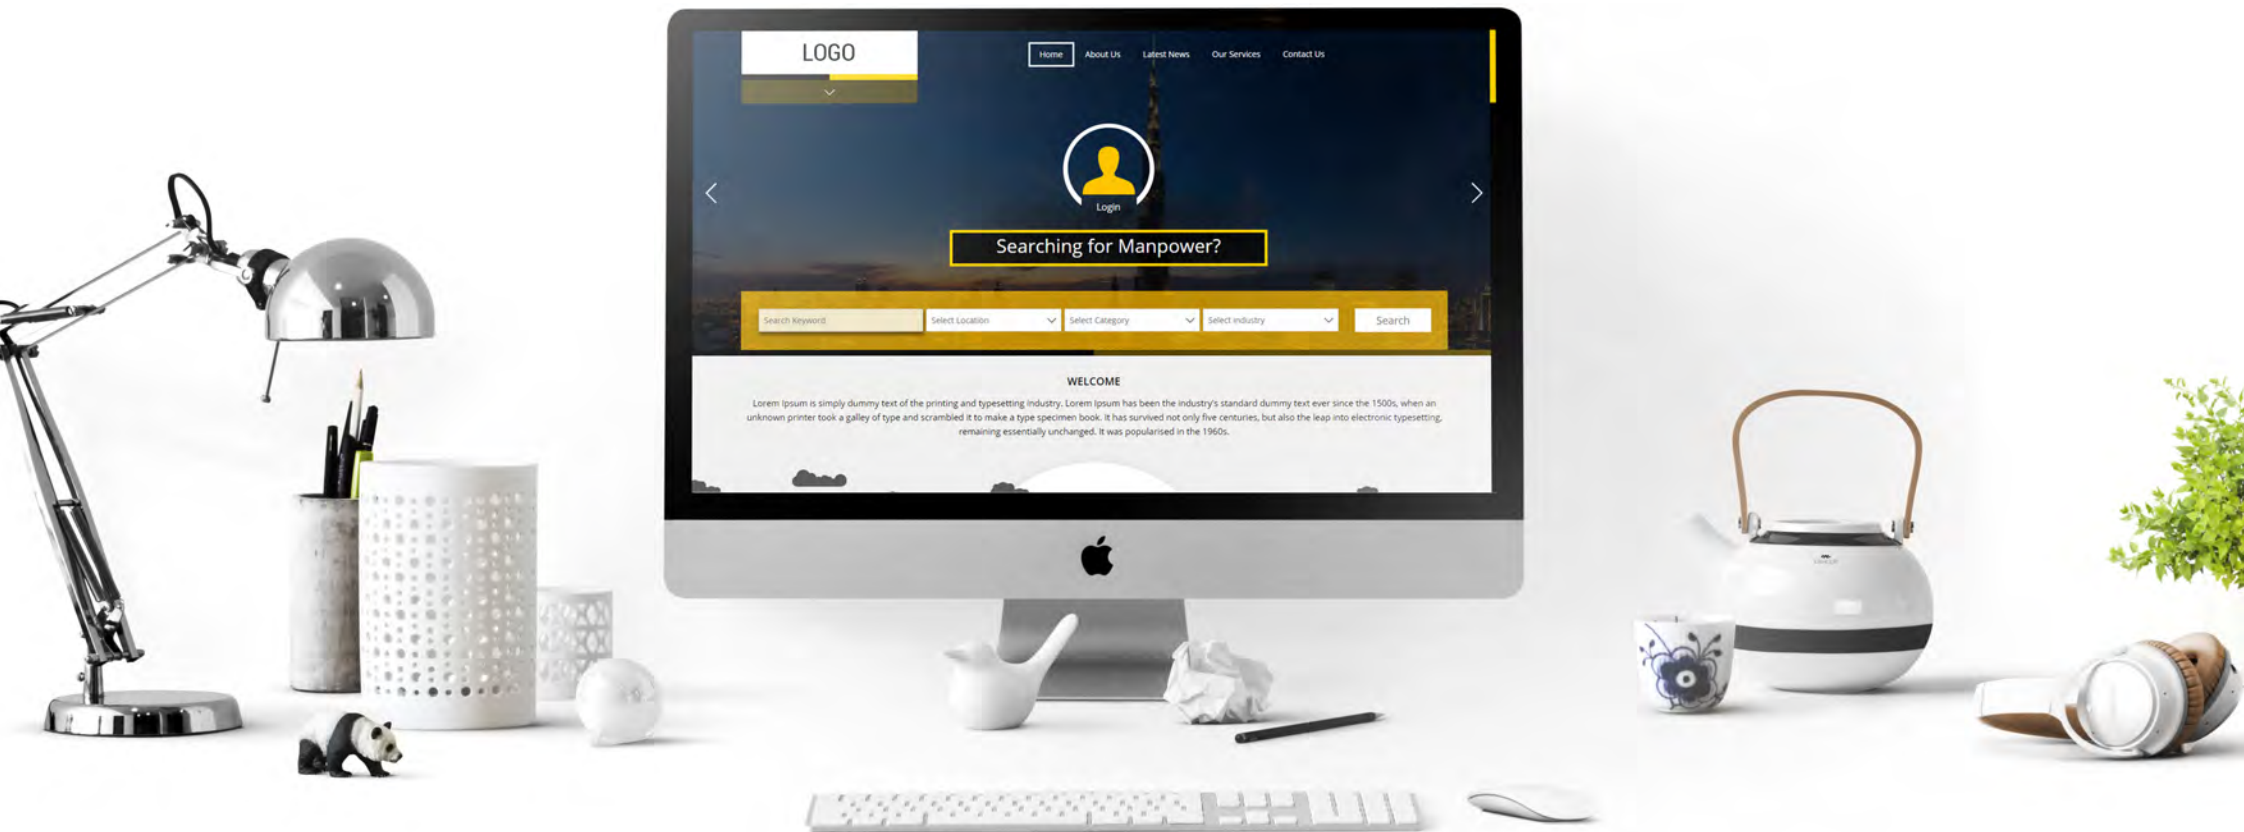 LOGO
Home About Us Latest News Our Services Contact Us
Login
Searching for Manpower?
Search Keyword Select Location Select Category Select Industry Search
WELCOME
Lorem Ipsum is simply dummy text of the printing and typesetting industry. Lorem Ipsum has been the industry's standard dummy text ever since the 1500s, when an
unknown printer took a galley of type and scrambled it to make a type specimen book. It has survived not only five centuries, but also the leap into electronic typesetting,
remaining essentially unchanged. It was popularised in the 1960s.